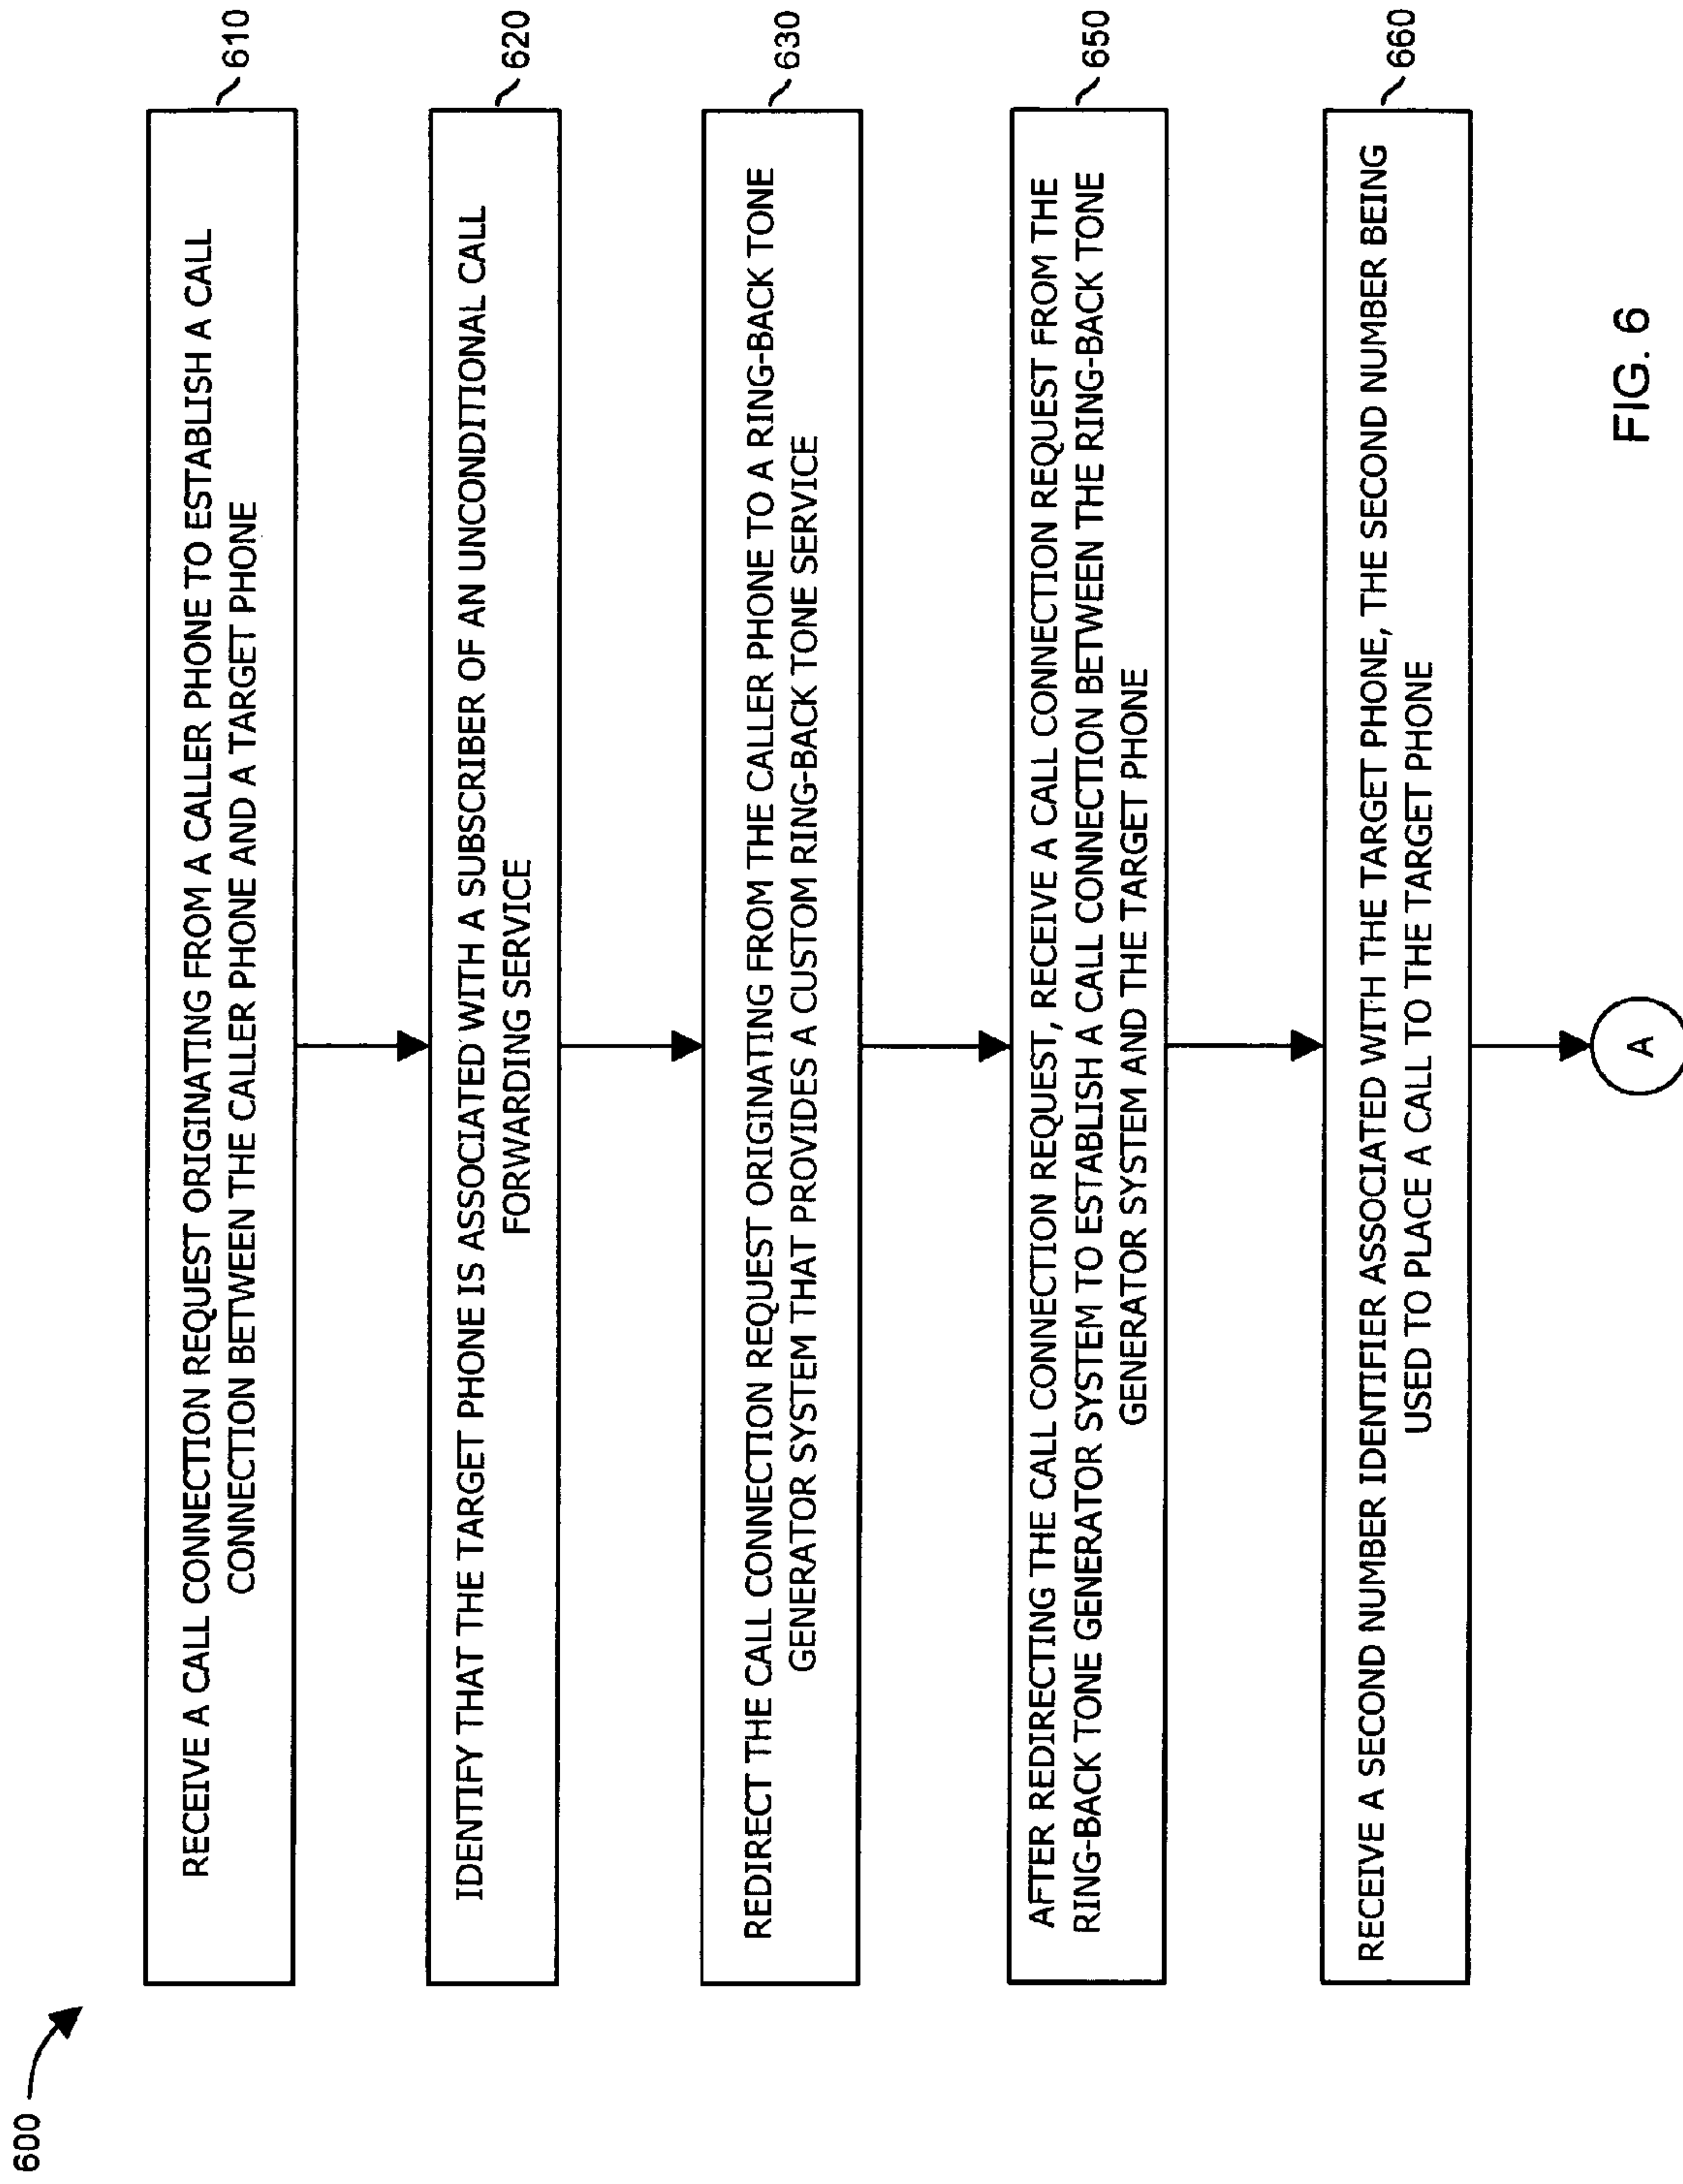 600
RECEIVE A CALL CONNECTION REQUEST ORIGINATING FROM A CALLER PHONE TO ESTABLISH A CALL
CONNECTION BETWEEN THE CALLER PHONE AND A TARGET PHONE
610
IDENTIFY THAT THE TARGET PHONE IS ASSOCIATED WITH A SUBSCRIBER OF AN UNCONDITIONAL CALL
FORWARDING SERVICE
620
REDIRECT THE CALL CONNECTION REQUEST ORIGINATING FROM THE CALLER PHONE TO A RING-BACK TONE
GENERATOR SYSTEM THAT PROVIDES A CUSTOM RING-BACK TONE SERVICE
630
AFTER REDIRECTING THE CALL CONNECTION REQUEST, RECEIVE A CALL CONNECTION REQUEST FROM THE
RING-BACK TONE GENERATOR SYSTEM TO ESTABLISH A CALL CONNECTION BETWEEN THE RING-BACK TONE
GENERATOR SYSTEM AND THE TARGET PHONE
650
RECEIVE A SECOND NUMBER IDENTIFIER ASSOCIATED WITH THE TARGET PHONE, THE SECOND NUMBER BEING
USED TO PLACE A CALL TO THE TARGET PHONE
660
A
FIG. 6